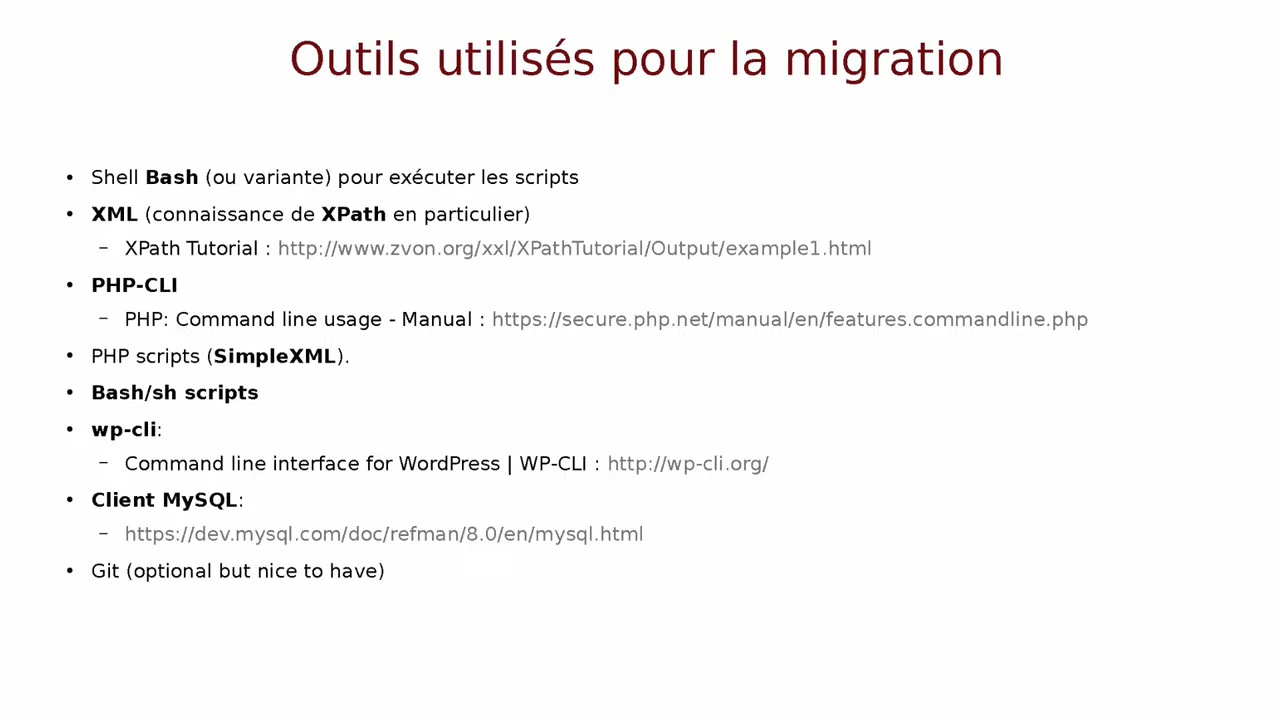 Outils utilisés pour la migration
• Shell Bash (ou variante) pour exécuter les scripts
• XML (connaissance de XPath en particulier)
– XPath Tutorial : http://www.zvon.org/xxl/XPathTutorial/Output/example1.html
• PHP-CLI
– PHP: Command line usage - Manual : https://secure.php.net/manual/en/features.commandline.php
• PHP scripts (SimpleXML).
• Bash/sh scripts
• wp-cli:
– Command line interface for WordPress | WP-CLI : http://wp-cli.org/
• Client MySQL:
– https://dev.mysql.com/doc/refman/8.0/en/mysql.html
• Git (optional but nice to have)